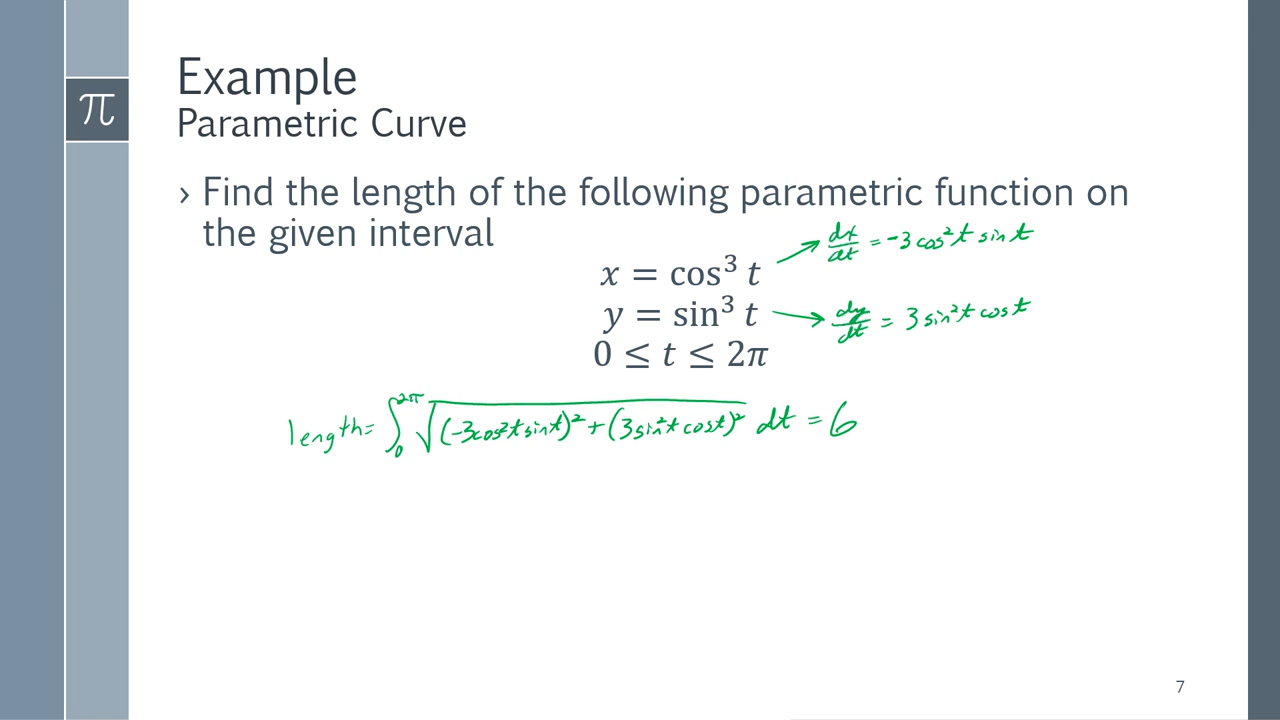 π
Example
Parametric Curve
› Find the length of the following parametric function on
the given interval
x = cos³ t → dx/dt = -3 cos²t sin t
y = sin³ t → dy/dt = 3 sin²t cos t
0 ≤ t ≤ 2π
length = ∫₀^2π √((-3cos²t sin t)² + (3sin²t cos t)²) dt = 6
7